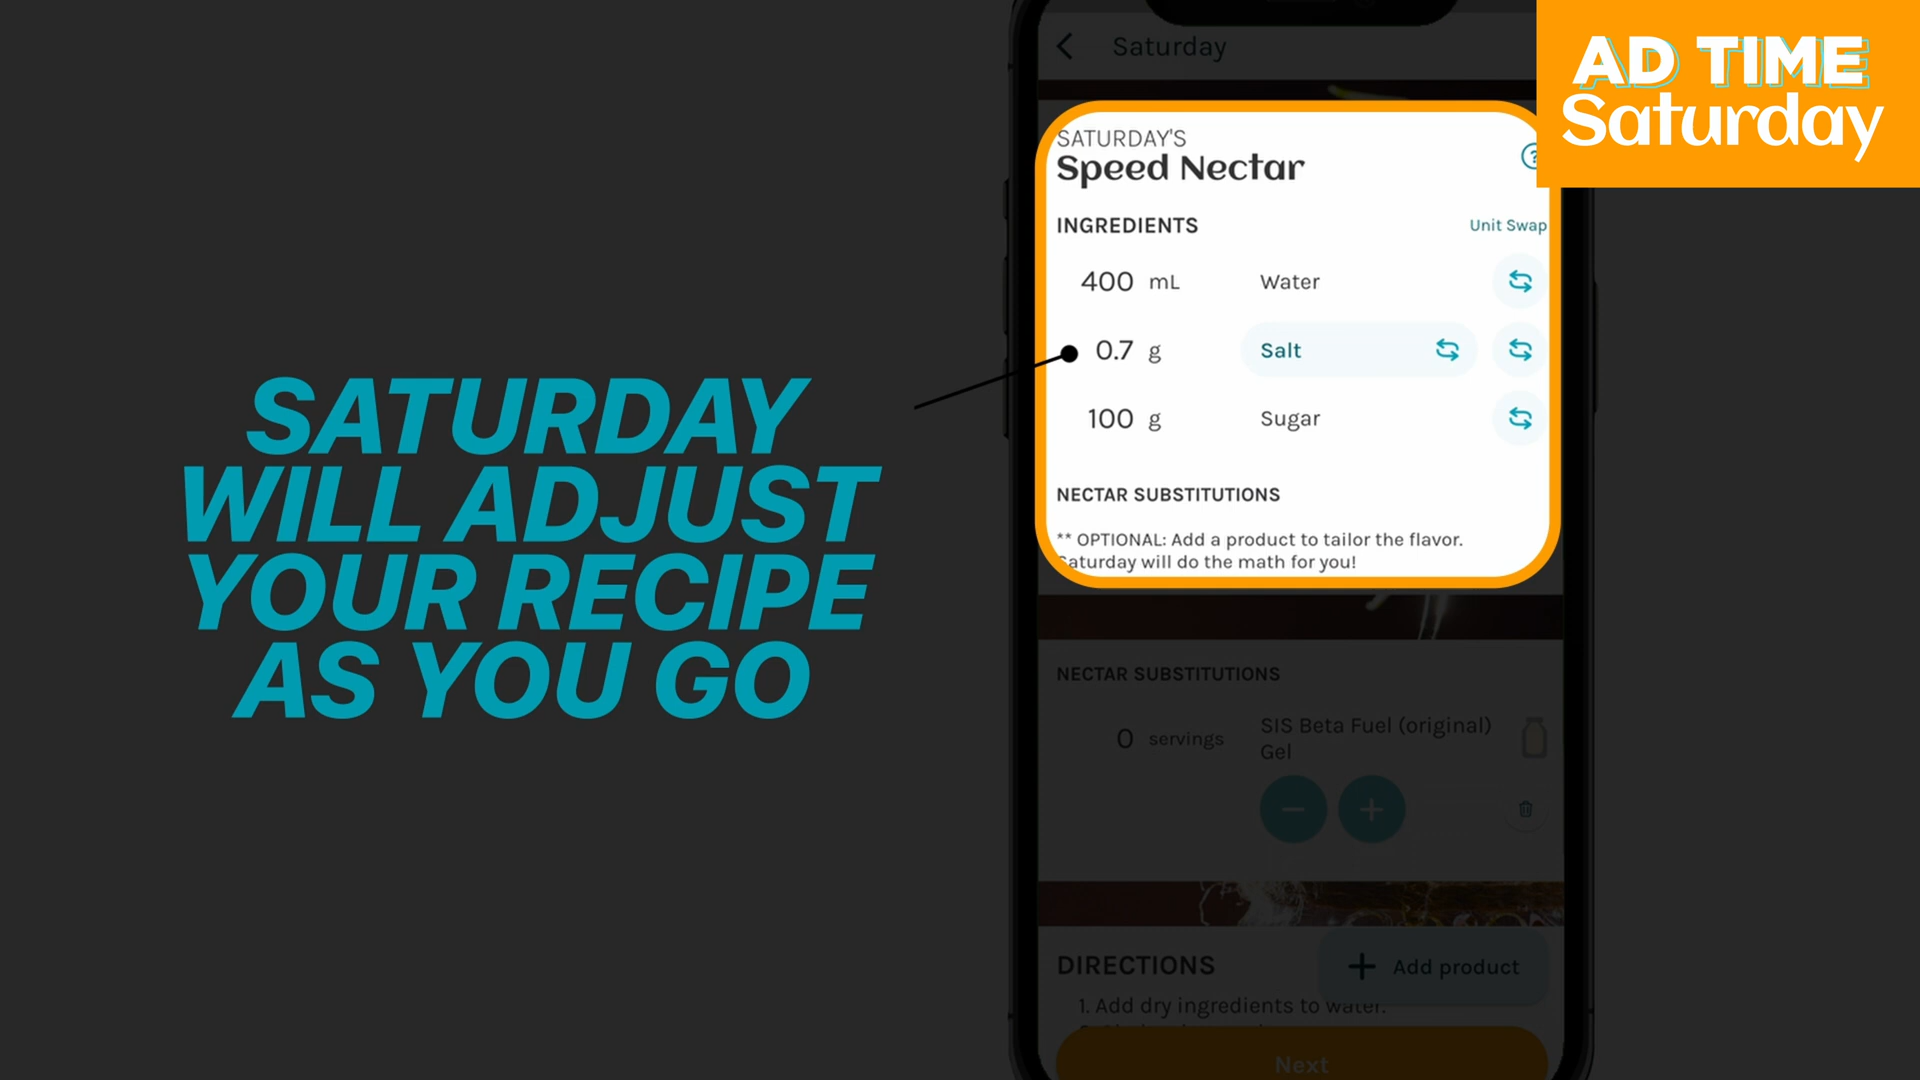 AD TIME
Saturday
SATURDAY
WILL ADJUST
YOUR RECIPE
AS YOU GO
Saturday
SATURDAY'S
Speed Nectar
?
INGREDIENTS
Unit Swap
400 mL Water
0.7 g Salt
100 g Sugar
NECTAR SUBSTITUTIONS
** OPTIONAL: Add a product to tailor the flavor.
Saturday will do the math for you!
NECTAR SUBSTITUTIONS
0 servings SIS Beta Fuel (original)
Gel
DIRECTIONS
Add product
1. Add dry ingredients to water.
Next